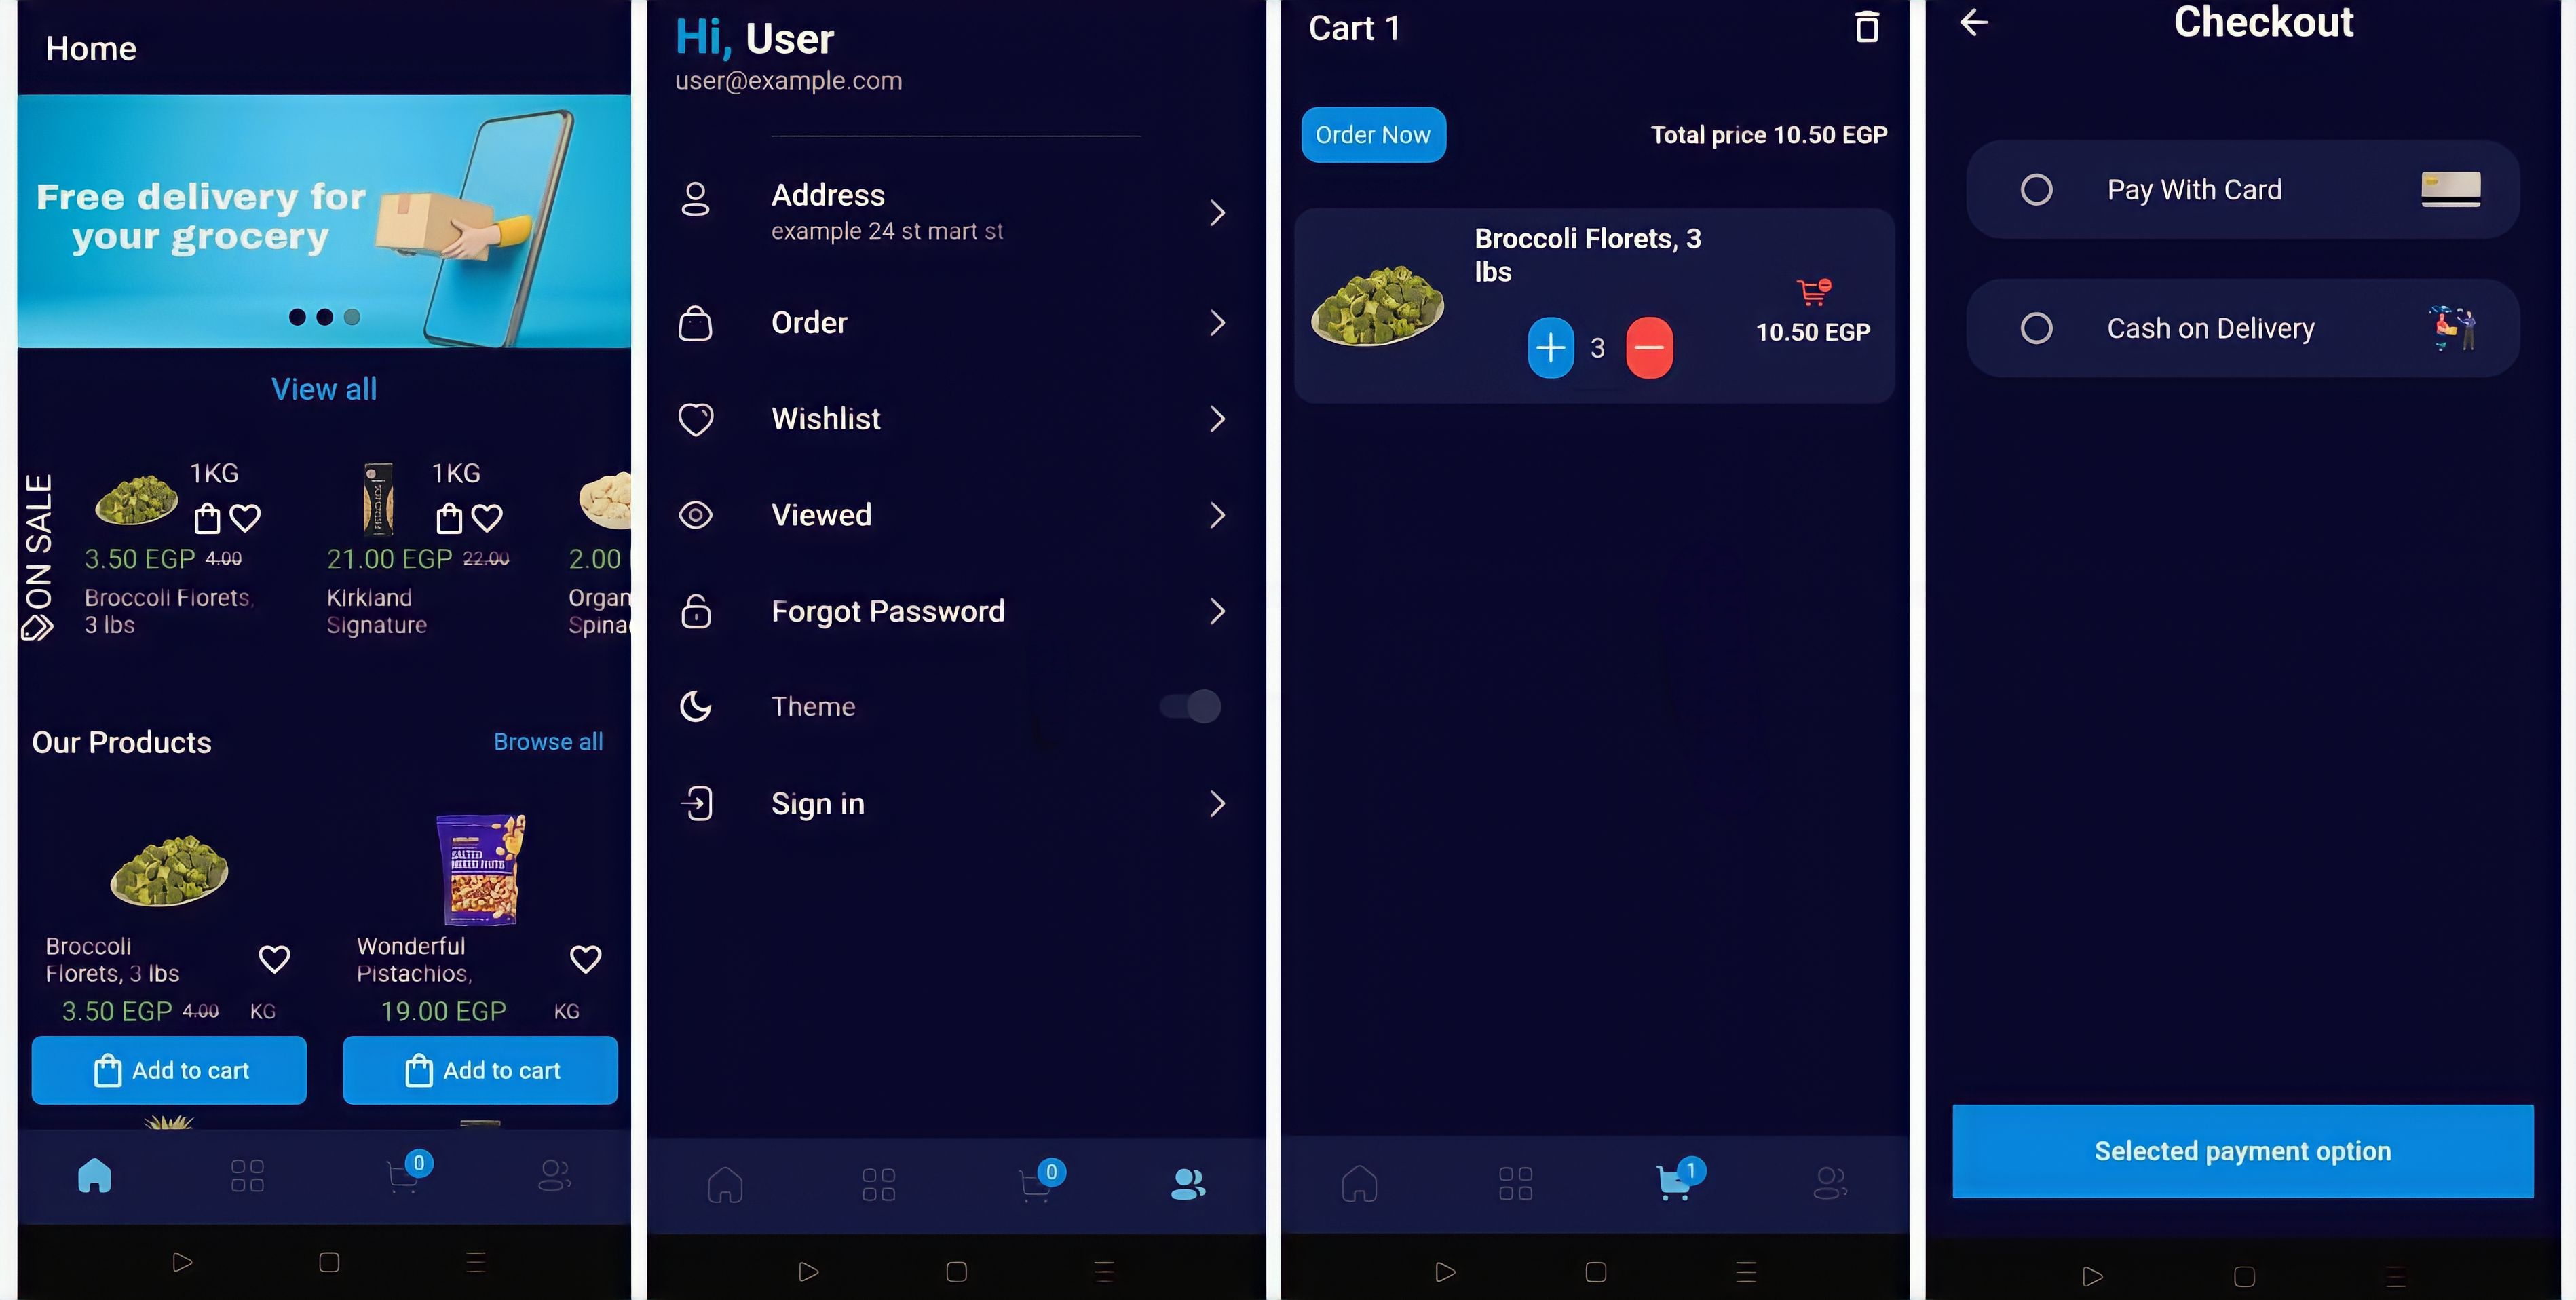 Home
Free delivery for
your grocery
View all
ON SALE
1KG
3.50 EGP 4.00
Broccoli Florets,
3 lbs
1KG
21.00 EGP 22.00
Kirkland
Signature
2.00
Organ
Spina
Our Products
Browse all
SALTED
MIXED NUTS
Broccoli
Florets, 3 lbs
3.50 EGP 4.00 KG
Add to cart
Wonderful
Pistachios,
19.00 EGP KG
Add to cart
0
Hi, User
user@example.com
Address
example 24 st mart st
Order
Wishlist
Viewed
Forgot Password
Theme
Sign in
0
Cart 1
Order Now
Total price 10.50 EGP
Broccoli Florets, 3
lbs
3
10.50 EGP
1
Checkout
Pay With Card
Cash on Delivery
Selected payment option